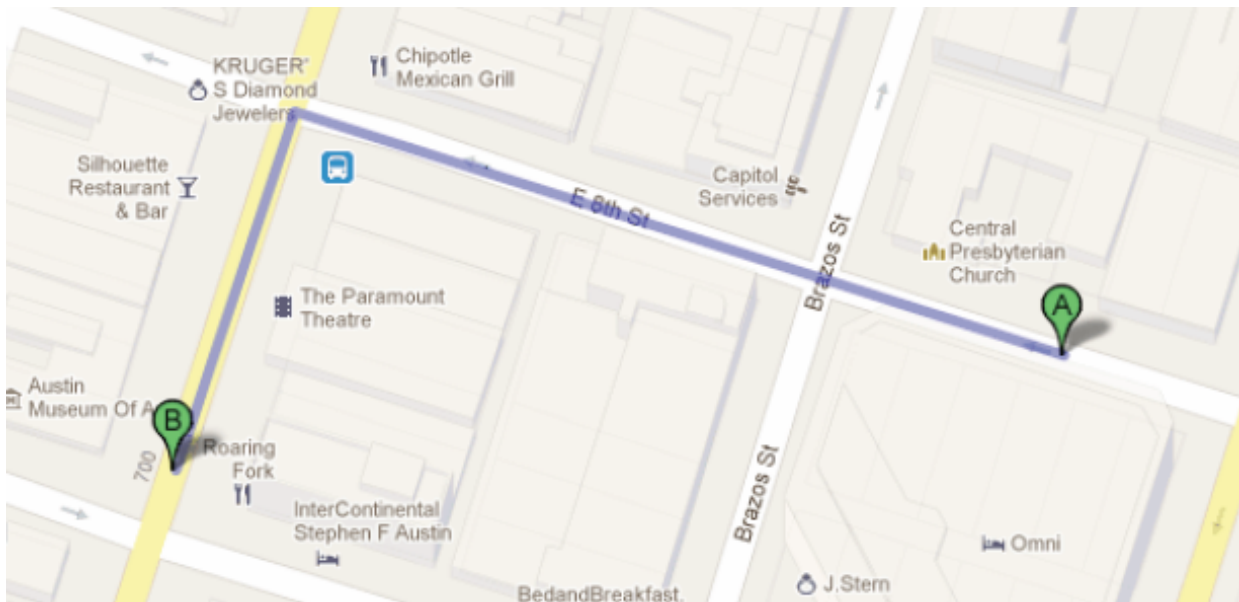 KRUGER'
S Diamond
Jewelers
Chipotle
Mexican Grill
Silhouette
Restaurant
& Bar
Capitol
Services
E 8th St
Brazos St
Central
Presbyterian
Church
A
The Paramount
Theatre
Austin
Museum Of A
B
700
Roaring
Fork
InterContinental
Stephen F Austin
Brazos St
Omni
J.Stern
BedandBreakfast.